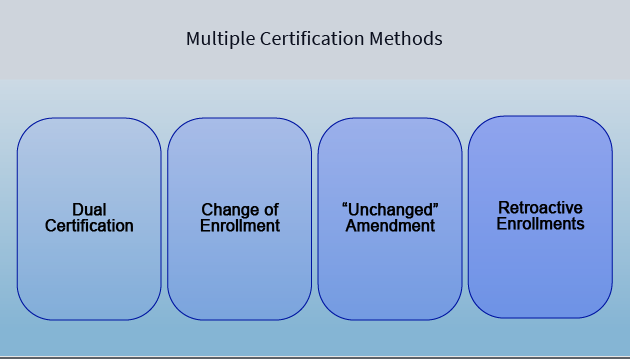 Multiple Certification Methods
Dual
Certification
Change of
Enrollment
“Unchanged”
Amendment
Retroactive
Enrollments